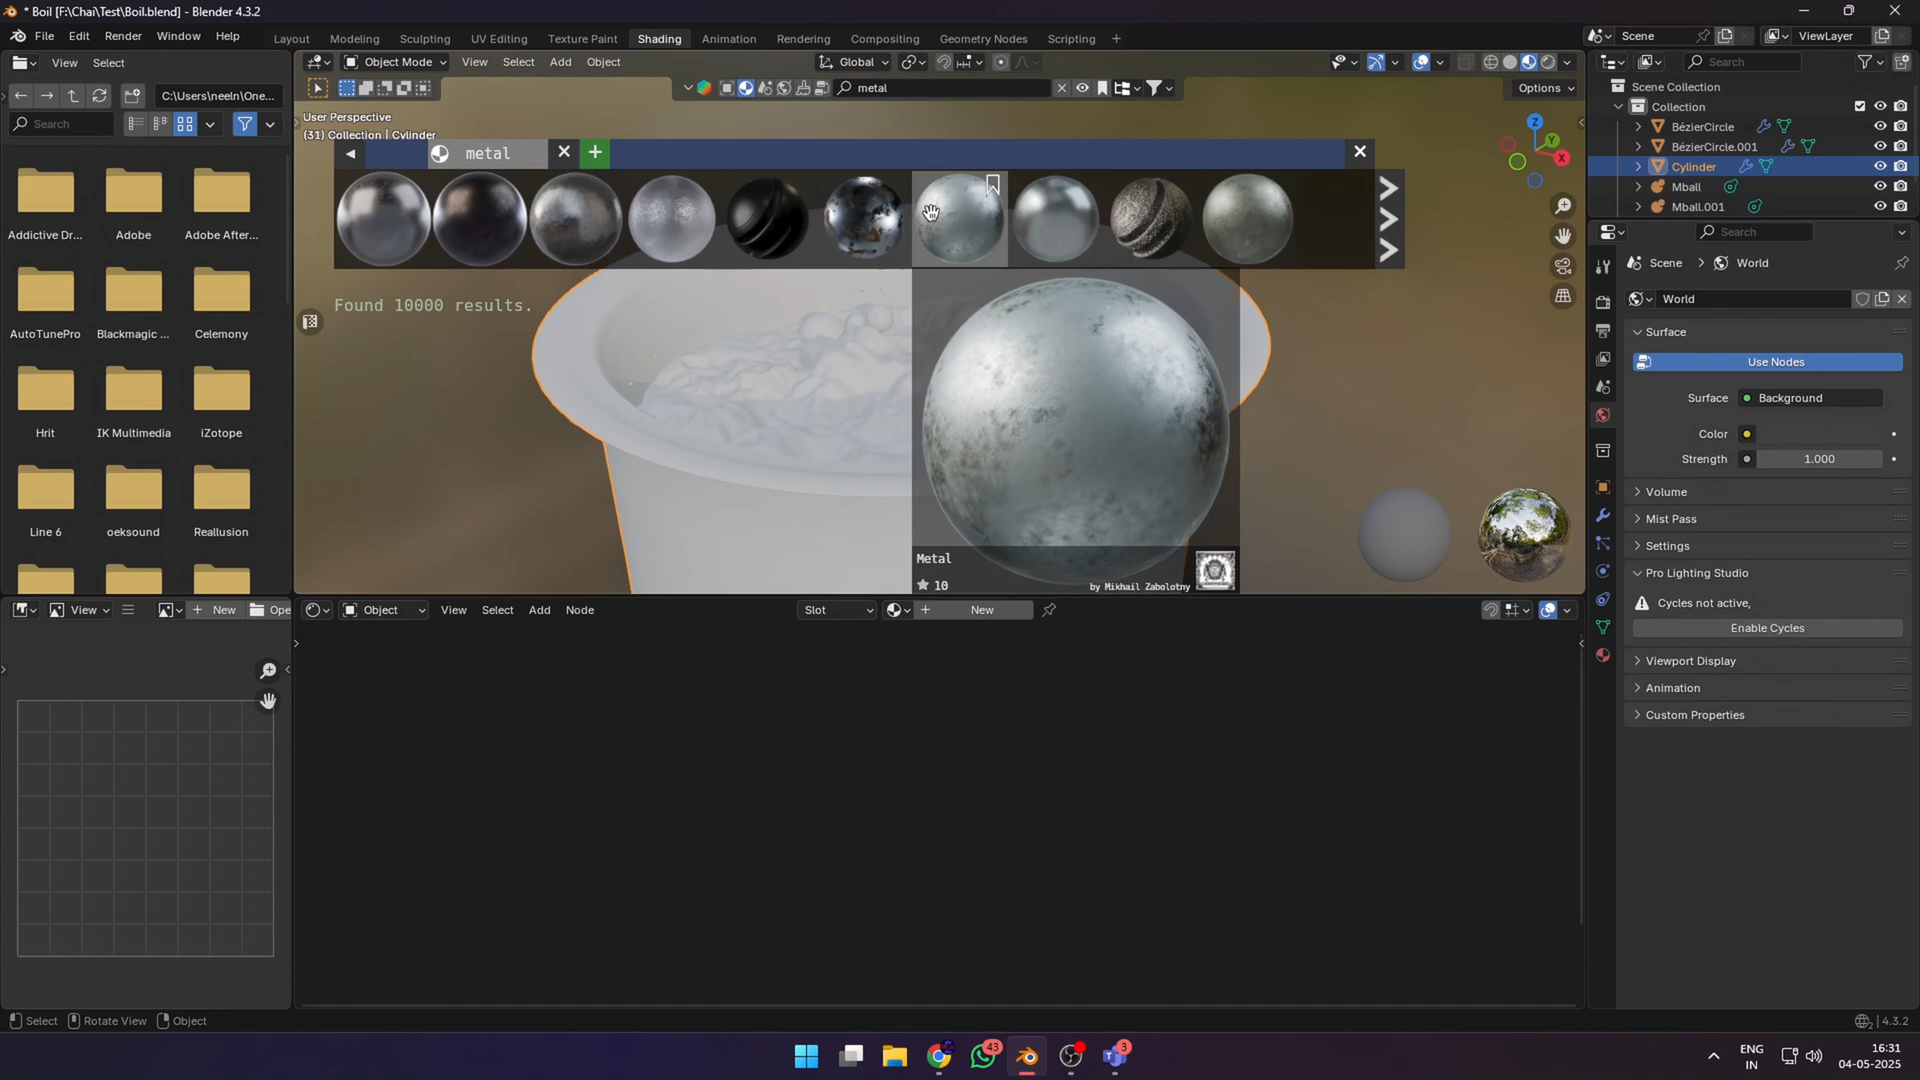 * Boil [F:\Chai\Test\Boil.blend] - Blender 4.3.2
File Edit Render Window Help
Layout Modeling Sculpting UV Editing Texture Paint Shading Animation Rendering Compositing Geometry Nodes Scripting +
Scene
ViewLayer
View Select
Object Mode View Select Add Object
Global
Search
C:\Users\neeln\One...
metal
Options
Search
Scene Collection
Collection
BézierCircle
BézierCircle.001
Cylinder
Mball
Mball.001
User Perspective
(31) Collection | Cylinder
metal
Found 10000 results.
Z
Y
X
Addictive Dr...
Adobe
Adobe After...
AutoTunePro
Blackmagic ...
Celemony
Hrit
IK Multimedia
iZotope
Line 6
oeksound
Reallusion
Metal
10
by Mikhail Zabolotny
Search
Scene > World
World
Surface
Use Nodes
Surface Background
Color
Strength 1.000
Volume
Mist Pass
Settings
Pro Lighting Studio
Cycles not active,
Enable Cycles
Viewport Display
Animation
Custom Properties
View
New
Ope
Object View Select Add Node
Slot
New
Select Rotate View Object
4.3.2
43
3
ENG
IN
16:31
04-05-2025